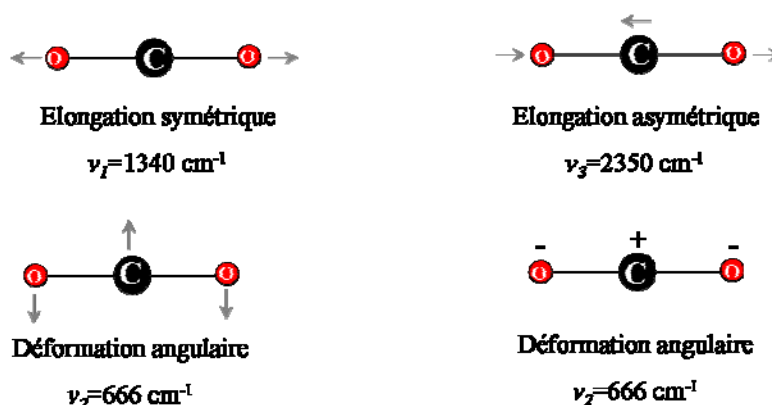 O C O
O C O
Elongation symétrique
Elongation asymétrique
ν1=1340 cm-1
ν3=2350 cm-1
- + -
O C O
O C O
Déformation angulaire
Déformation angulaire
ν2=666 cm-1
ν2=666 cm-1